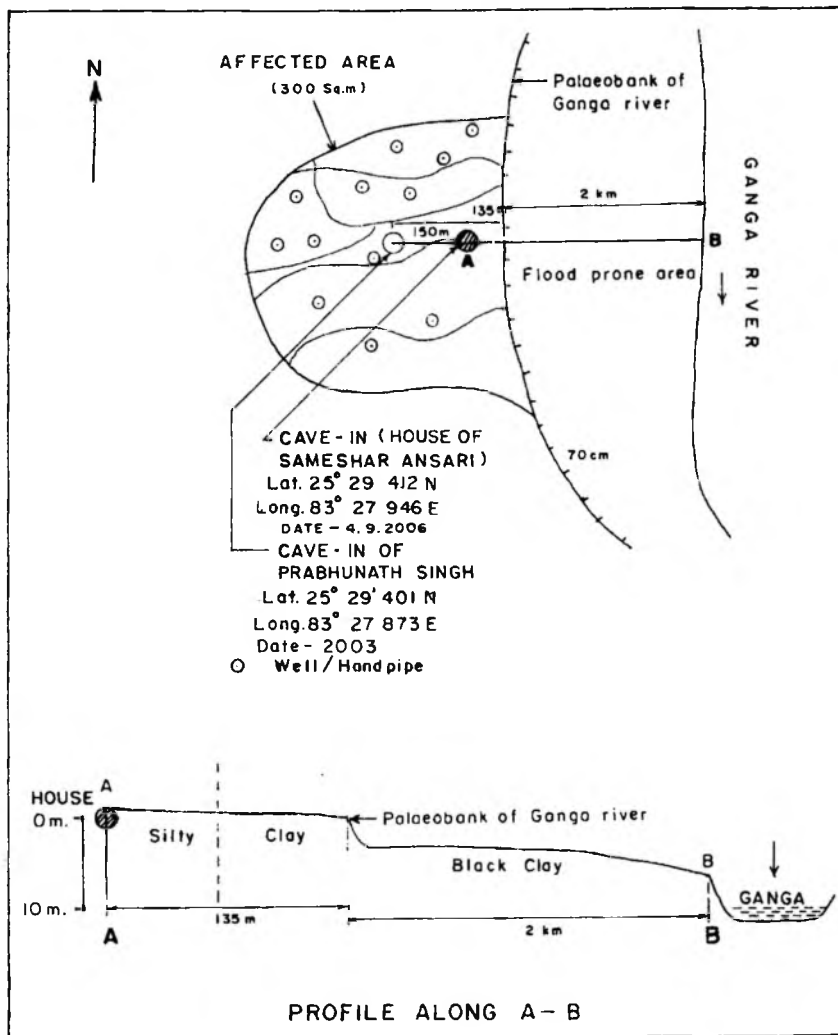 N
AFFECTED AREA
(300 Sq.m)
Palaeobank of
Ganga river
GANGA RIVER
2 km
135m
150m
A
B
Flood prone area
70cm
CAVE-IN (HOUSE OF
SAMESHAR ANSARI)
Lat. 25° 29 412 N
Long. 83° 27 946 E
DATE - 4.9.2006
CAVE-IN OF
PRABHUNATH SINGH
Lat. 25° 29' 401 N
Long. 83° 27 873 E
Date - 2003
Well/Handpipe
A
HOUSE
0m.
Silty
Clay
Palaeobank of Ganga river
Black Clay
B
GANGA
10 m.
135 m
2 km
A
B
PROFILE ALONG A-B